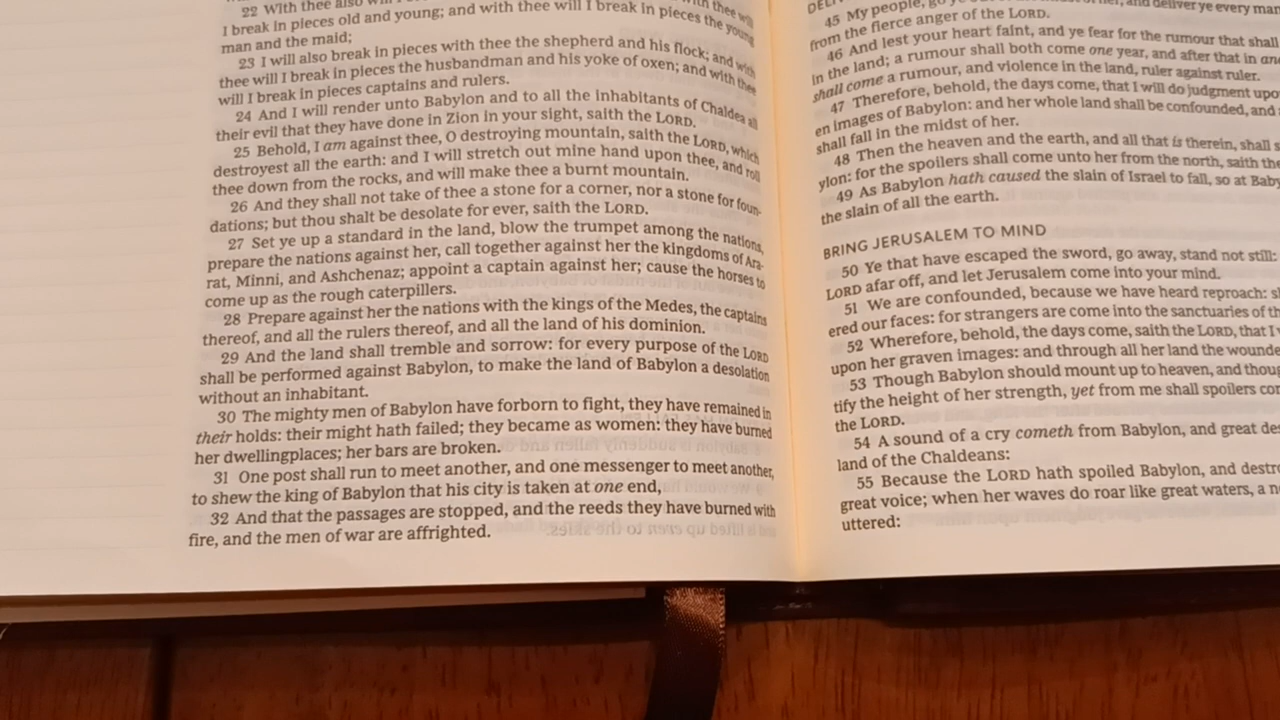 22 With thee also will
with thee will
I break in pieces old and young; and with thee will I break in pieces the young
man and the maid;
23 I will also break in pieces with thee the shepherd and his flock; and with
thee will I break in pieces the husbandman and his yoke of oxen; and with thee
will I break in pieces captains and rulers.
24 And I will render unto Babylon and to all the inhabitants of Chaldea all
their evil that they have done in Zion in your sight, saith the LORD.
25 Behold, I am against thee, O destroying mountain, saith the LORD, which
destroyest all the earth: and I will stretch out mine hand upon thee, and roll
thee down from the rocks, and will make thee a burnt mountain.
26 And they shall not take of thee a stone for a corner, nor a stone for foun-
dations; but thou shalt be desolate for ever, saith the LORD.
27 Set ye up a standard in the land, blow the trumpet among the nations,
prepare the nations against her, call together against her the kingdoms of Ara-
rat, Minni, and Ashchenaz; appoint a captain against her; cause the horses to
come up as the rough caterpillers.
28 Prepare against her the nations with the kings of the Medes, the captains
thereof, and all the rulers thereof, and all the land of his dominion.
29 And the land shall tremble and sorrow: for every purpose of the LORD
shall be performed against Babylon, to make the land of Babylon a desolation
without an inhabitant.
30 The mighty men of Babylon have forborn to fight, they have remained in
their holds: their might hath failed; they became as women: they have burned
her dwellingplaces; her bars are broken.
31 One post shall run to meet another, and one messenger to meet another,
to shew the king of Babylon that his city is taken at one end,
32 And that the passages are stopped, and the reeds they have burned with
fire, and the men of war are affrighted.
her, and deliver ye every man
45 My people, go
from the fierce anger of the LORD.
46 And lest your heart faint, and ye fear for the rumour that shall
in the land; a rumour shall both come one year, and after that in an
shall come a rumour, and violence in the land, ruler against ruler.
47 Therefore, behold, the days come, that I will do judgment upo
en images of Babylon: and her whole land shall be confounded, and
shall fall in the midst of her.
48 Then the heaven and the earth, and all that is therein, shall s
ylon: for the spoilers shall come unto her from the north, saith the
49 As Babylon hath caused the slain of Israel to fall, so at Baby
the slain of all the earth.
BRING JERUSALEM TO MIND
50 Ye that have escaped the sword, go away, stand not still:
LORD afar off, and let Jerusalem come into your mind.
51 We are confounded, because we have heard reproach: s
ered our faces: for strangers are come into the sanctuaries of th
52 Wherefore, behold, the days come, saith the LORD, that I
upon her graven images: and through all her land the wounde
53 Though Babylon should mount up to heaven, and thoug
tify the height of her strength, yet from me shall spoilers co
the LORD.
54 A sound of a cry cometh from Babylon, and great des
land of the Chaldeans:
55 Because the LORD hath spoiled Babylon, and destro
great voice; when her waves do roar like great waters, a n
uttered: